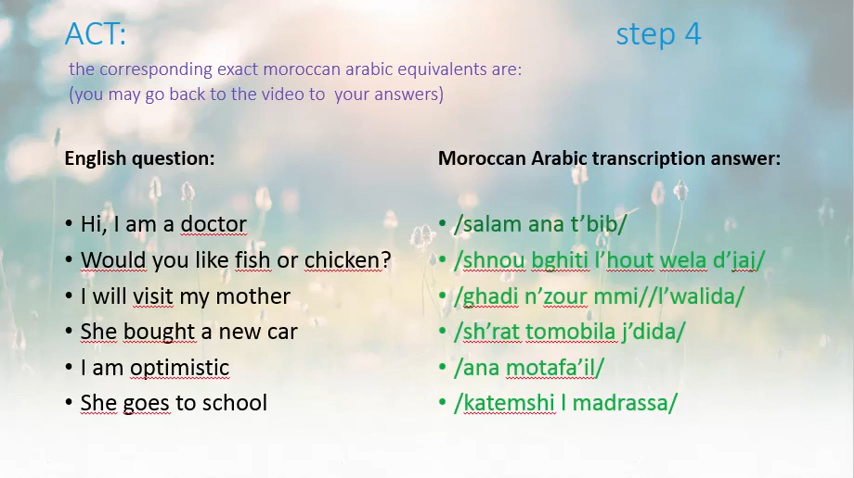 ACT: step 4
the corresponding exact moroccan arabic equivalents are:
(you may go back to the video to  your answers)
English question:
Moroccan Arabic transcription answer:
• Hi, I am a doctor
• /salam ana t’bib/
• Would you like fish or chicken?
• /shnou bghiti l’hout wela d’jaj/
• I will visit my mother
• /ghadi n’zour mmi//l’walida/
• She bought a new car
• /sh’rat tomobila j’dida/
• I am optimistic
• /ana motafa’il/
• She goes to school
• /katemshi l madrassa/